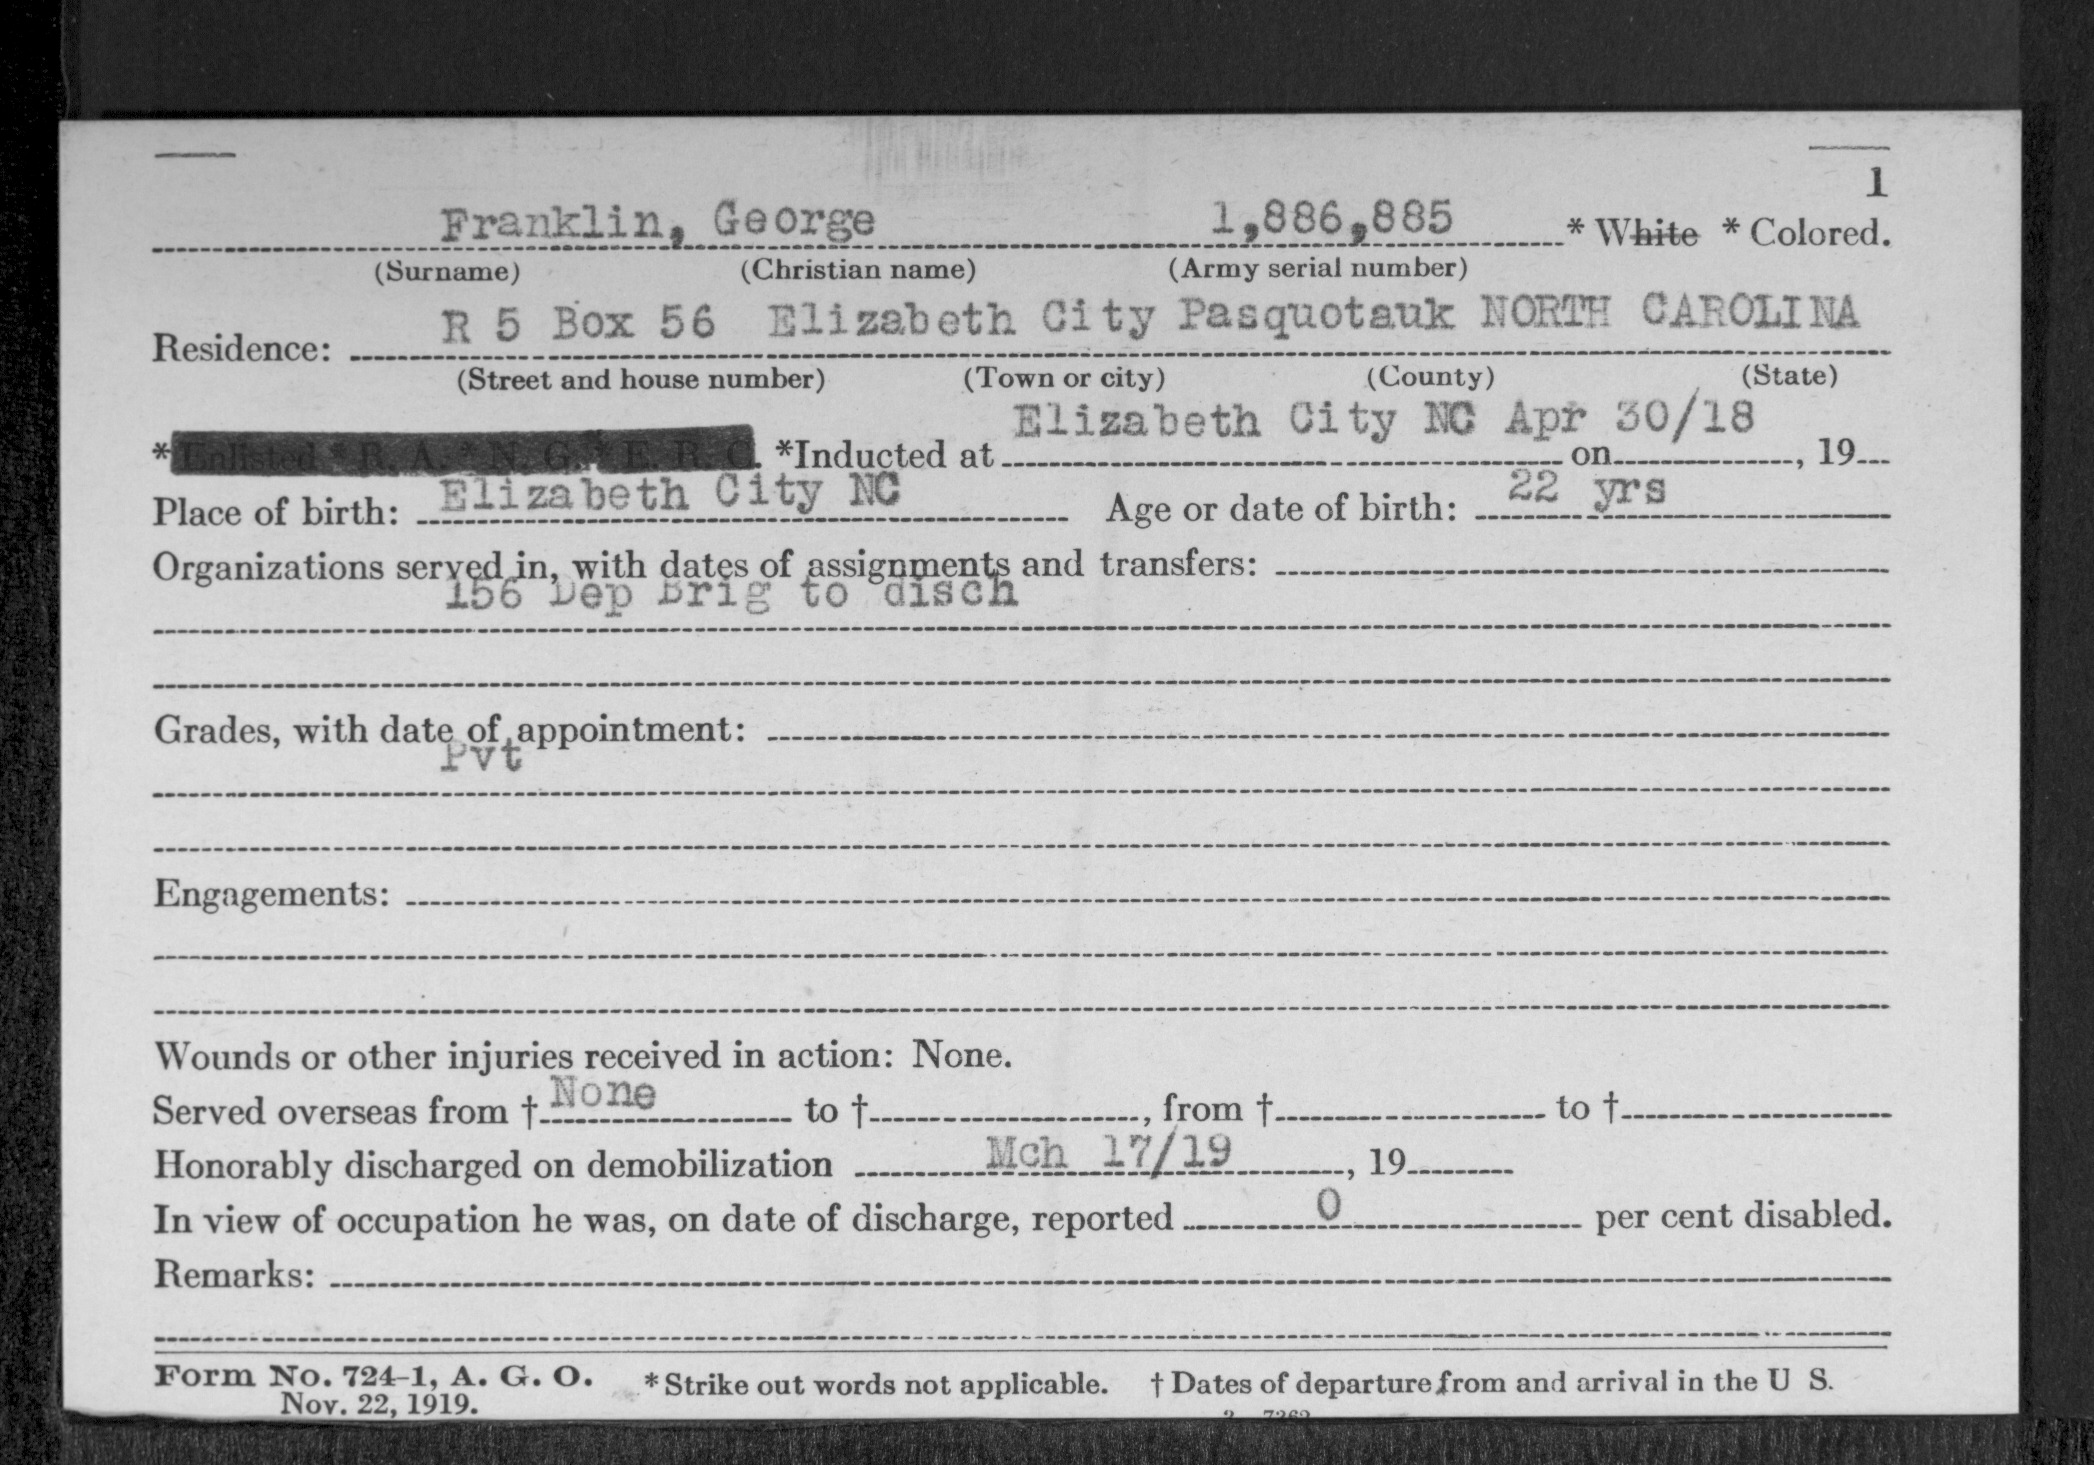 1
Franklin, George 1,886,885 * White * Colored.
(Surname) (Christian name) (Army serial number)
R 5 Box 56 Elizabeth City Pasquotauk NORTH CAROLINA
Residence:
(Street and house number) (Town or city) (County) (State)
Elizabeth City NC Apr 30/18
* Enlisted * R. A. * N. G. * E. R. C. *Inducted at on , 19
Place of birth: Elizabeth City NC Age or date of birth: 22 yrs
Organizations served in, with dates of assignments and transfers:
156 Dep Brig to disch
Grades, with date of appointment:
Pvt
Engagements:
Wounds or other injuries received in action: None.
Served overseas from † None to † , from † to †
Honorably discharged on demobilization Mch 17/19 , 19
In view of occupation he was, on date of discharge, reported 0 per cent disabled.
Remarks:
Form No. 724-1, A. G. O. * Strike out words not applicable. † Dates of departure from and arrival in the U S.
Nov. 22, 1919.